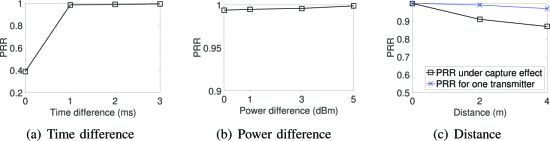 PRR
1
0.8
0.6
0.4
0.2
0 1 2 3
Time difference (ms)
(a) Time difference
PRR
1
0.95
0.9
0 1 3 5
Power difference (dBm)
(b) Power difference
PRR
1
0.9
0.8
0.7
0.6
0.5
PRR under capture effect
PRR for one transmitter
0 2 4
Distance (m)
(c) Distance